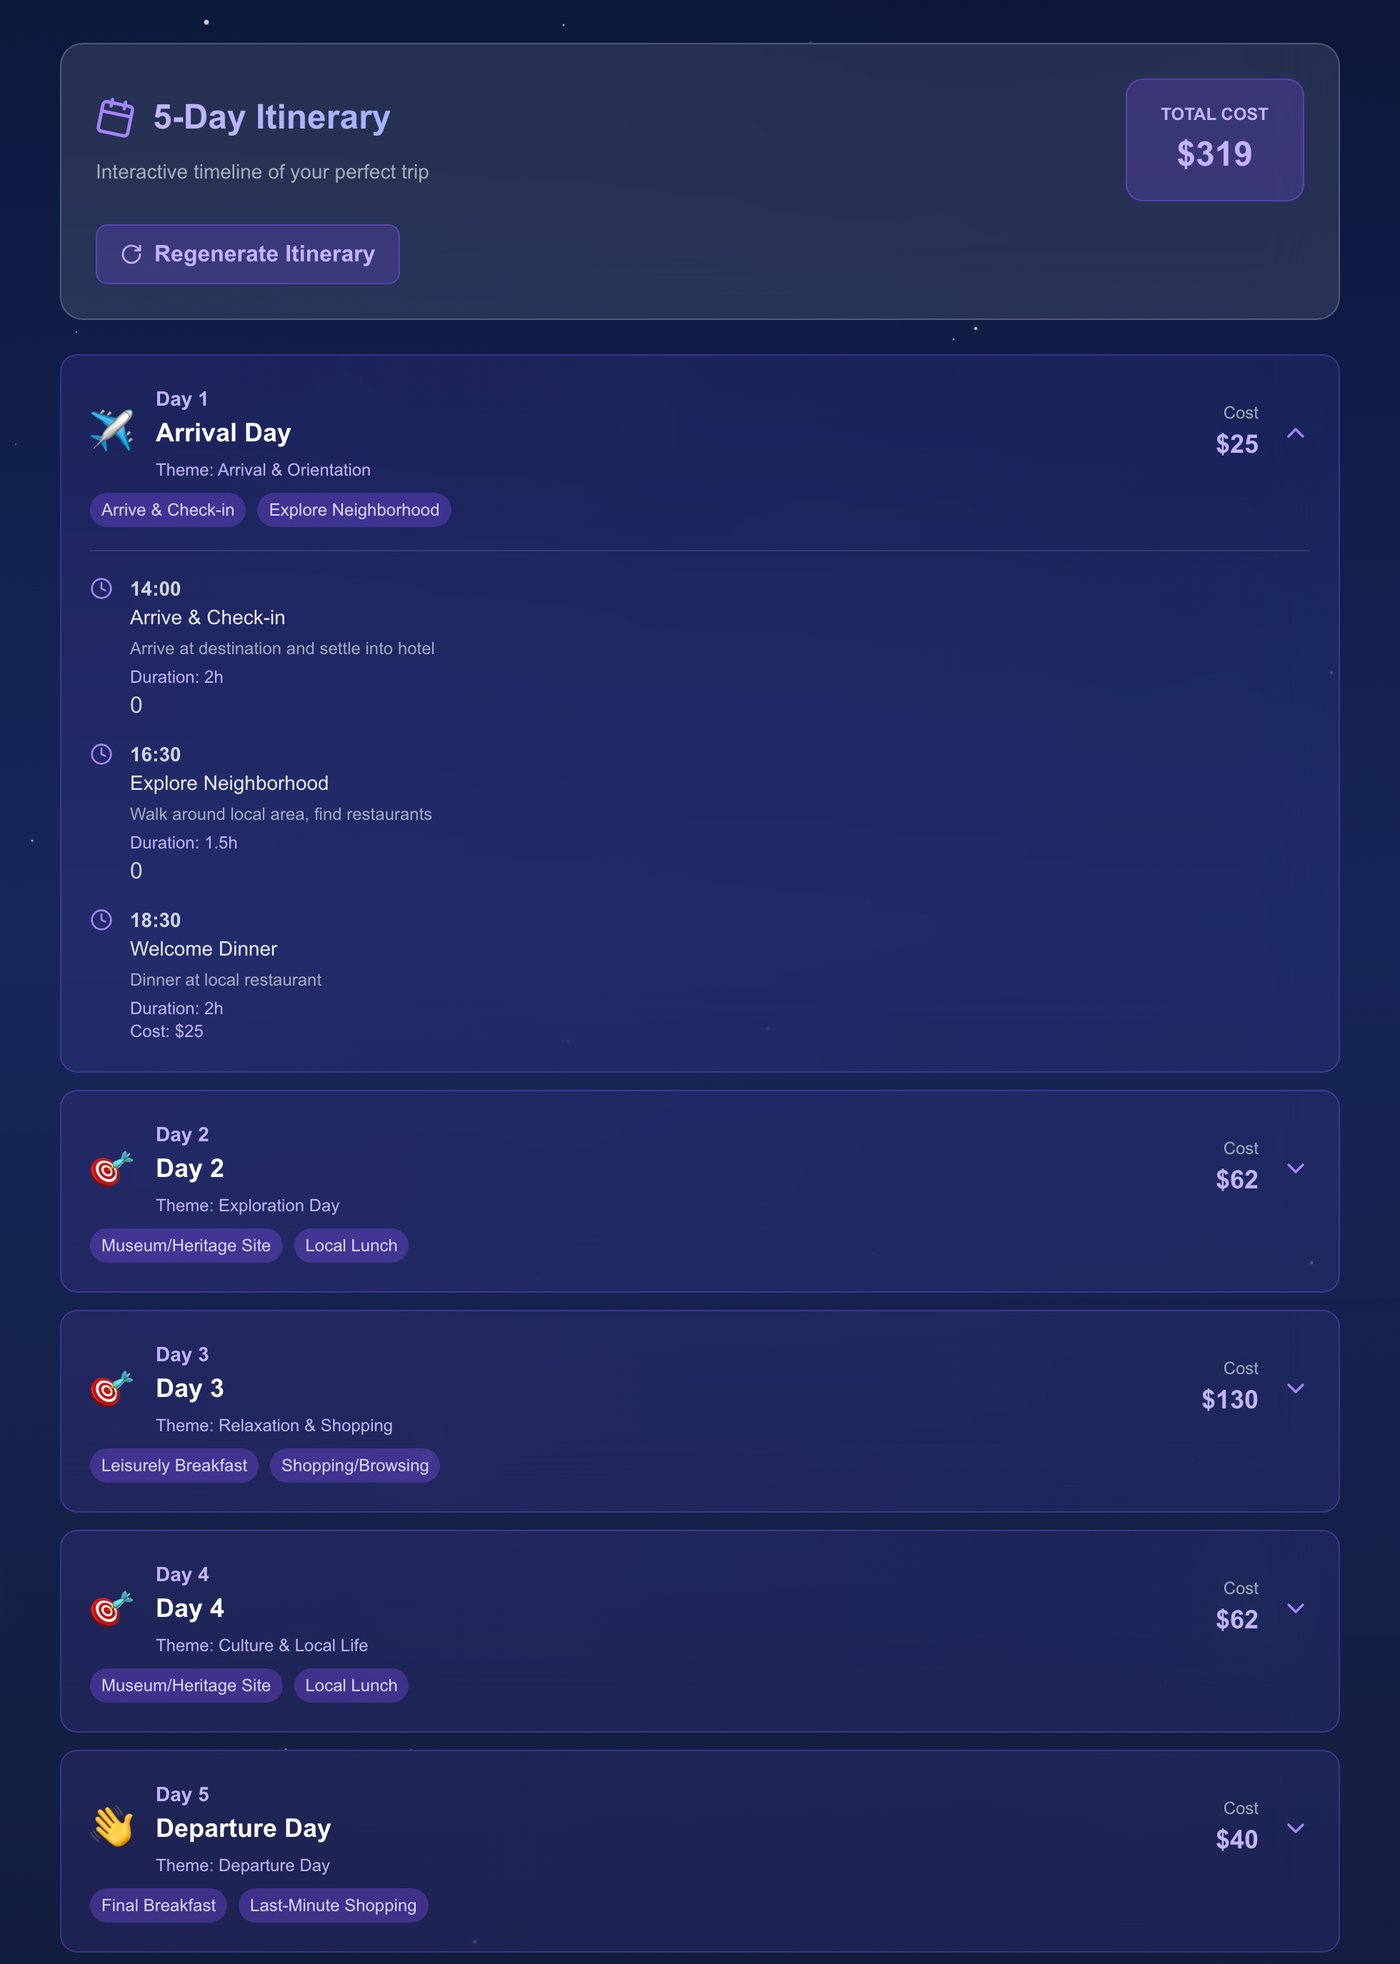 5-Day Itinerary
Interactive timeline of your perfect trip
Regenerate Itinerary
TOTAL COST
$319
Day 1
Arrival Day
Theme: Arrival & Orientation
Cost
$25
Arrive & Check-in
Explore Neighborhood
14:00
Arrive & Check-in
Arrive at destination and settle into hotel
Duration: 2h
0
16:30
Explore Neighborhood
Walk around local area, find restaurants
Duration: 1.5h
0
18:30
Welcome Dinner
Dinner at local restaurant
Duration: 2h
Cost: $25
Day 2
Day 2
Theme: Exploration Day
Cost
$62
Museum/Heritage Site
Local Lunch
Day 3
Day 3
Theme: Relaxation & Shopping
Cost
$130
Leisurely Breakfast
Shopping/Browsing
Day 4
Day 4
Theme: Culture & Local Life
Cost
$62
Museum/Heritage Site
Local Lunch
Day 5
Departure Day
Theme: Departure Day
Cost
$40
Final Breakfast
Last-Minute Shopping